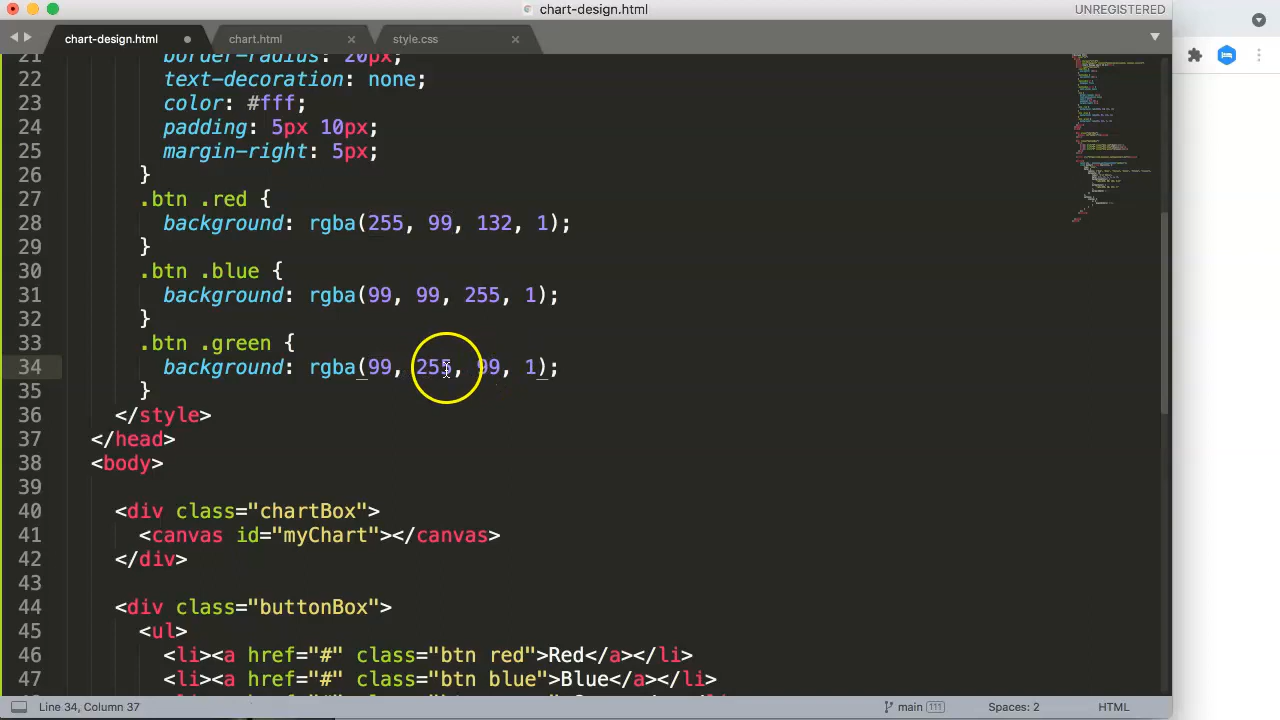 chart-design.html
UNREGISTERED
chart-design.html
chart.html
style.css
21 border-radius: 20px;
22 text-decoration: none;
23 color: #fff;
24 padding: 5px 10px;
25 margin-right: 5px;
26 }
27 .btn .red {
28 background: rgba(255, 99, 132, 1);
29 }
30 .btn .blue {
31 background: rgba(99, 99, 255, 1);
32 }
33 .btn .green {
34 background: rgba(99, 255, 99, 1);
35 }
36 </style>
37 </head>
38 <body>
39
40 <div class="chartBox">
41 <canvas id="myChart"></canvas>
42 </div>
43
44 <div class="buttonBox">
45 <ul>
46 <li><a href="#" class="btn red">Red</a></li>
47 <li><a href="#" class="btn blue">Blue</a></li>
Line 34, Column 37
main 111
Spaces: 2
HTML